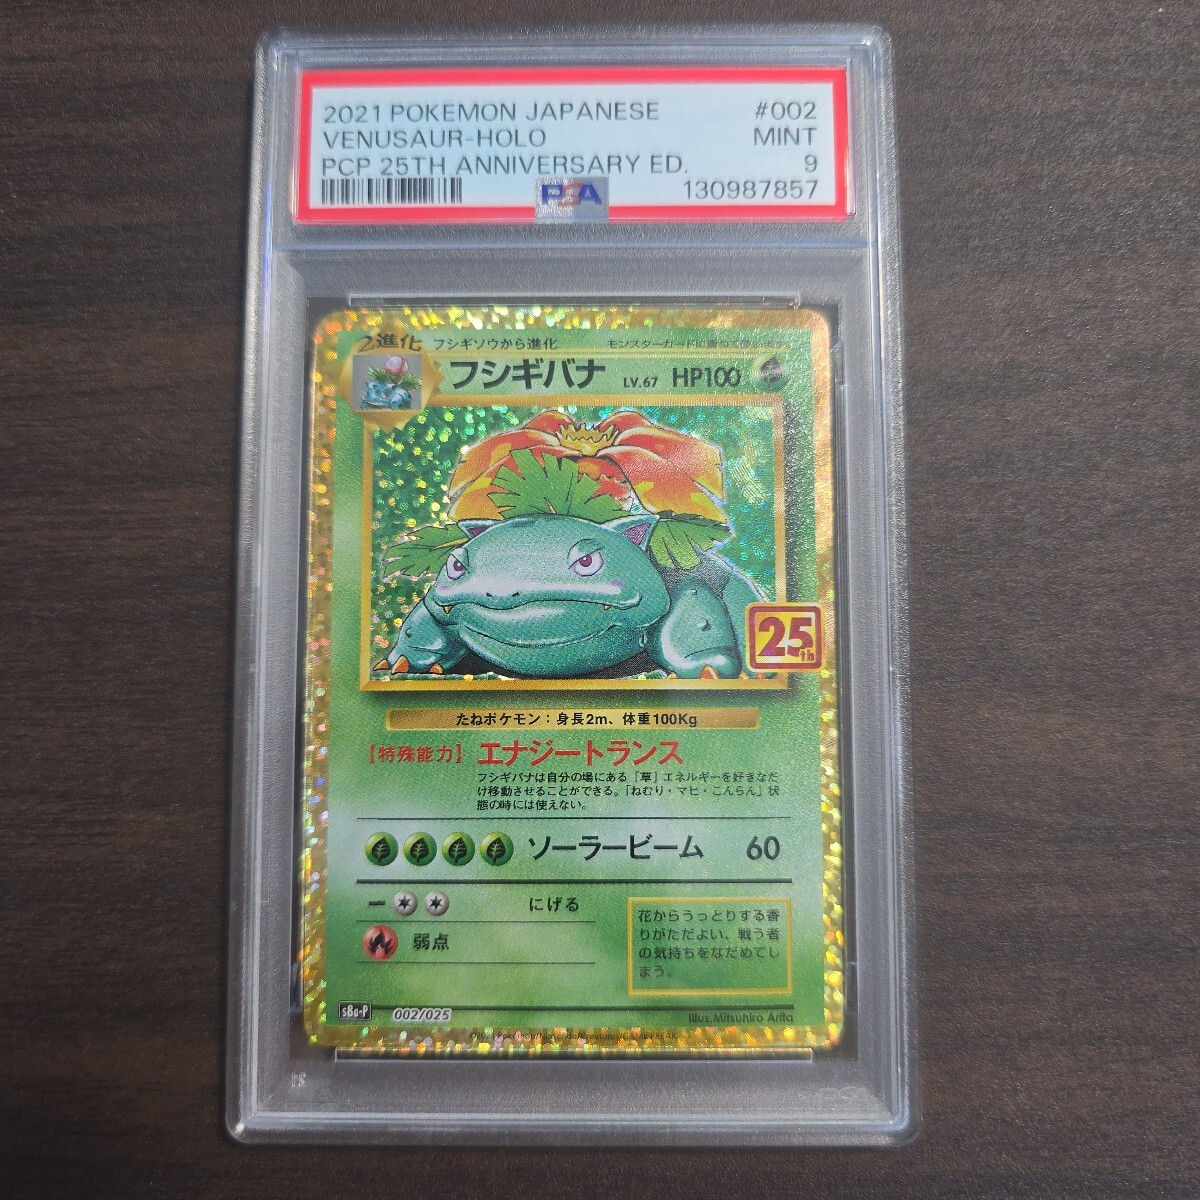 2021 POKEMON JAPANESE #002
VENUSAUR-HOLO MINT
PCP 25TH ANNIVERSARY ED. 9
PSA 130987857
2進化 フシギソウから進化 モンスターカードに重ねて使います
フシギバナ LV.67 HP100
25th
たねポケモン：身長2m、体重100Kg
【特殊能力】エナジートランス
フシギバナは自分の場にある「草」エネルギーを好きなだ
け移動させることができる。「ねむり・マヒ・こんらん」状
態の時には使えない。
ソーラービーム 60
ー にげる
弱点
花からうっとりする香
りがただよい、戦う者
の気持ちをなだめてし
まう。
s8a-P 002/025 Illus.Mitsuhiro Arita
©2021 Pokémon/Nintendo/Creatures/GAME FREAK